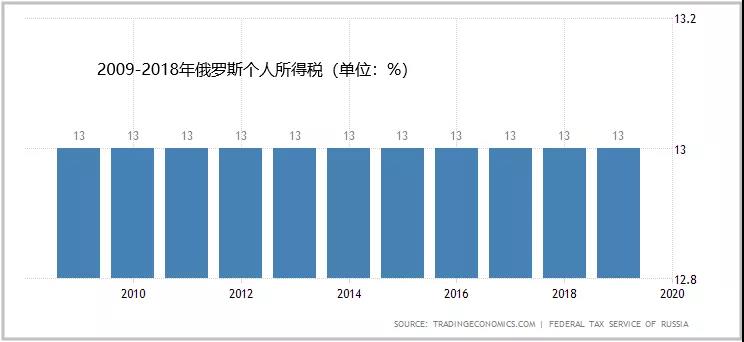 13.2
2009-2018年俄罗斯个人所得税（单位：%）
13 13 13 13 13 13 13 13 13 13 13
13
12.8
2010 2012 2014 2016 2018 2020
SOURCE: TRADINGECONOMICS.COM | FEDERAL TAX SERVICE OF RUSSIA